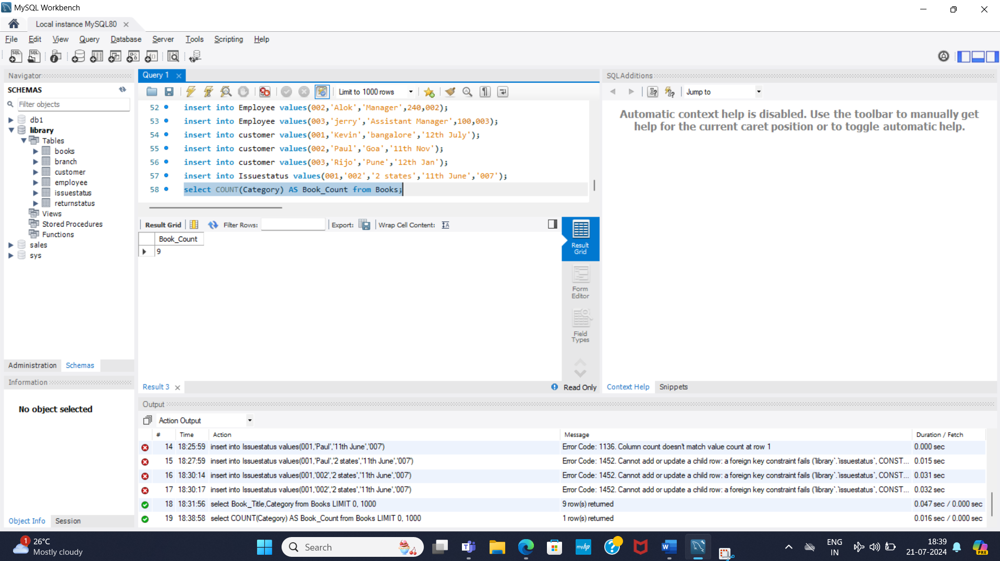 MySQL Workbench
Local instance MySQL80
File Edit View Query Database Server Tools Scripting Help
Navigator
SCHEMAS
Filter objects
db1
library
Tables
books
branch
customer
employee
issuestatus
returnstatus
Views
Stored Procedures
Functions
sales
sys
Administration Schemas
Information
No object selected
Object Info Session
Query 1
Limit to 1000 rows
52 insert into Employee values(002,'Alok','Manager',240,002);
53 insert into Employee values(003,'jerry','Assistant Manager',100,003);
54 insert into customer values(001,'Kevin','bangalore','12th July');
55 insert into customer values(002,'Paul','Goa','11th Nov');
56 insert into customer values(003,'Rijo','Pune','12th Jan');
57 insert into Issuestatus values(001,'002','2 states','11th June','007');
58 select COUNT(Category) AS Book_Count from Books;
Result Grid Filter Rows: Export: Wrap Cell Content:
Book_Count
9
Result Grid
Form Editor
Field Types
Result 3 Read Only
SQLAdditions
Jump to
Automatic context help is disabled. Use the toolbar to manually get
help for the current caret position or to toggle automatic help.
Context Help Snippets
Output
Action Output
# Time Action Message Duration / Fetch
14 18:25:59 insert into Issuestatus values(001,'Paul','11th June','007') Error Code: 1136. Column count doesn't match value count at row 1 0.000 sec
15 18:27:59 insert into Issuestatus values(001,'Paul','2 states','11th June','007') Error Code: 1452. Cannot add or update a child row: a foreign key constraint fails (`library`.`issuestatus`, CONST... 0.015 sec
16 18:30:14 insert into Issuestatus values(001,'002','2 states','11th June','007') Error Code: 1452. Cannot add or update a child row: a foreign key constraint fails (`library`.`issuestatus`, CONST... 0.031 sec
17 18:30:17 insert into Issuestatus values(001,'002','2 states','11th June','007') Error Code: 1452. Cannot add or update a child row: a foreign key constraint fails (`library`.`issuestatus`, CONST... 0.032 sec
18 18:31:56 select Book_Title,Category from Books LIMIT 0, 1000 9 row(s) returned 0.047 sec / 0.000 sec
19 18:38:58 select COUNT(Category) AS Book_Count from Books LIMIT 0, 1000 1 row(s) returned 0.016 sec / 0.000 sec
1
26°C
Mostly cloudy
Search
myhp
ENG
IN
18:39
21-07-2024
PRE